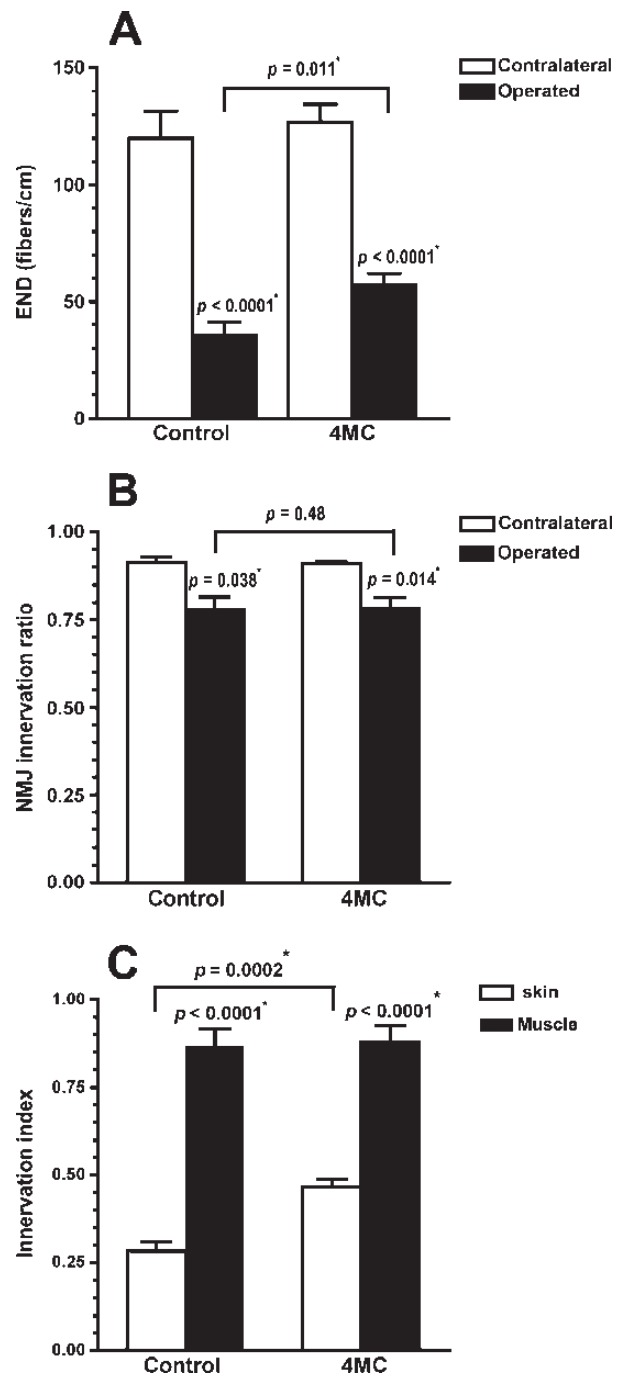 A
p = 0.011*
Contralateral
Operated
150
100
50
0
END (fibers/cm)
p < 0.0001*
p < 0.0001*
Control
4MC
B
p = 0.48
Contralateral
Operated
1.00
0.75
0.50
0.25
0.00
NMJ innervation ratio
p = 0.038*
p = 0.014*
Control
4MC
C
p = 0.0002*
skin
Muscle
1.00
0.75
0.50
0.25
0.00
Innervation index
p < 0.0001*
p < 0.0001*
Control
4MC